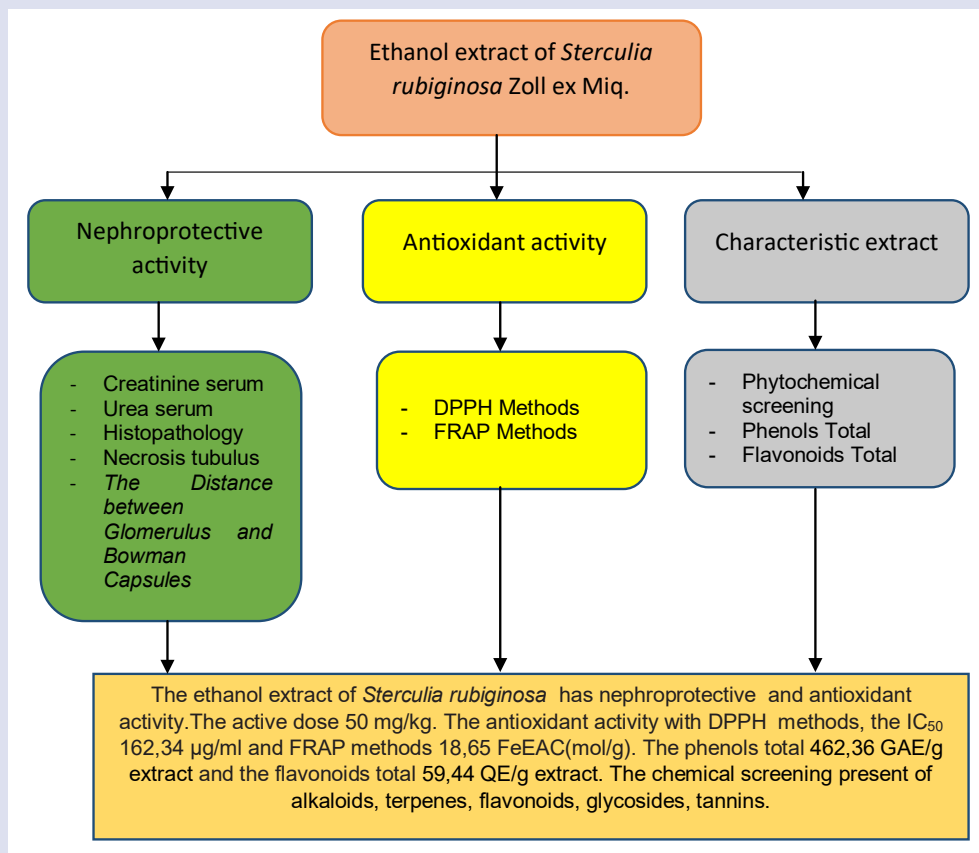 Ethanol extract of Sterculia
rubiginosa Zoll ex Miq.
Nephroprotective
activity
Antioxidant activity
Characteristic extract
- Creatinine serum
- Urea serum
- Histopathology
- Necrosis tubulus
- The Distance
between
Glomerulus and
Bowman
Capsules
- DPPH Methods
- FRAP Methods
- Phytochemical
screening
- Phenols Total
- Flavonoids Total
The ethanol extract of Sterculia rubiginosa has nephroprotective and antioxidant
activity.The active dose 50 mg/kg. The antioxidant activity with DPPH methods, the IC₅₀
162,34 µg/ml and FRAP methods 18,65 FeEAC(mol/g). The phenols total 462,36 GAE/g
extract and the flavonoids total 59,44 QE/g extract. The chemical screening present of
alkaloids, terpenes, flavonoids, glycosides, tannins.